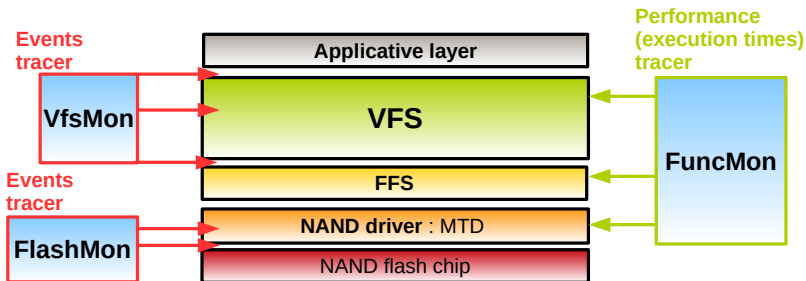 Events
tracer
VfsMon
Events
tracer
FlashMon
Applicative layer
VFS
FFS
NAND driver : MTD
NAND flash chip
Performance
(execution times)
tracer
FuncMon